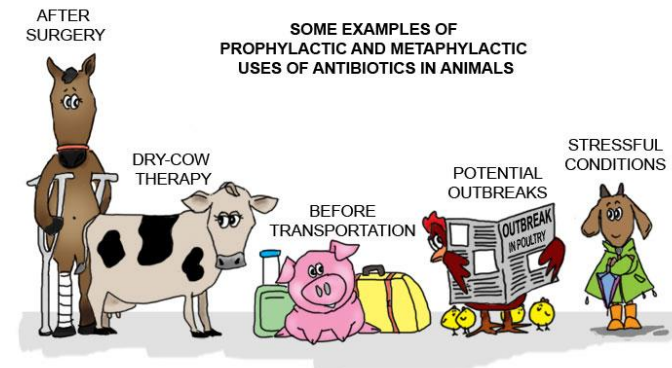 AFTER
SURGERY
SOME EXAMPLES OF
PROPHYLACTIC AND METAPHYLACTIC
USES OF ANTIBIOTICS IN ANIMALS
DRY-COW
THERAPY
BEFORE
TRANSPORTATION
POTENTIAL
OUTBREAKS
STRESSFUL
CONDITIONS
OUTBREAK
IN POULTRY